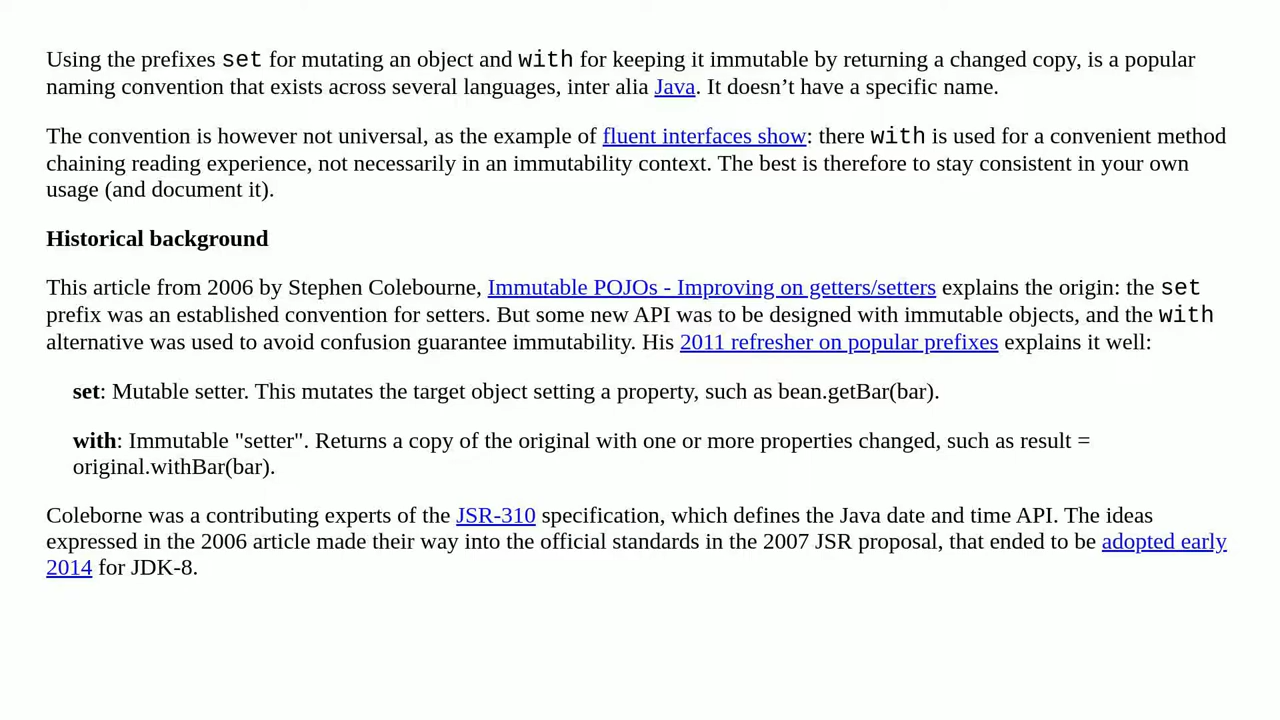 Using the prefixes set for mutating an object and with for keeping it immutable by returning a changed copy, is a popular
naming convention that exists across several languages, inter alia Java. It doesn’t have a specific name.
The convention is however not universal, as the example of fluent interfaces show: there with is used for a convenient method
chaining reading experience, not necessarily in an immutability context. The best is therefore to stay consistent in your own
usage (and document it).
Historical background
This article from 2006 by Stephen Colebourne, Immutable POJOs - Improving on getters/setters explains the origin: the set
prefix was an established convention for setters. But some new API was to be designed with immutable objects, and the with
alternative was used to avoid confusion guarantee immutability. His 2011 refresher on popular prefixes explains it well:
set: Mutable setter. This mutates the target object setting a property, such as bean.getBar(bar).
with: Immutable "setter". Returns a copy of the original with one or more properties changed, such as result =
original.withBar(bar).
Coleborne was a contributing experts of the JSR-310 specification, which defines the Java date and time API. The ideas
expressed in the 2006 article made their way into the official standards in the 2007 JSR proposal, that ended to be adopted early
2014 for JDK-8.